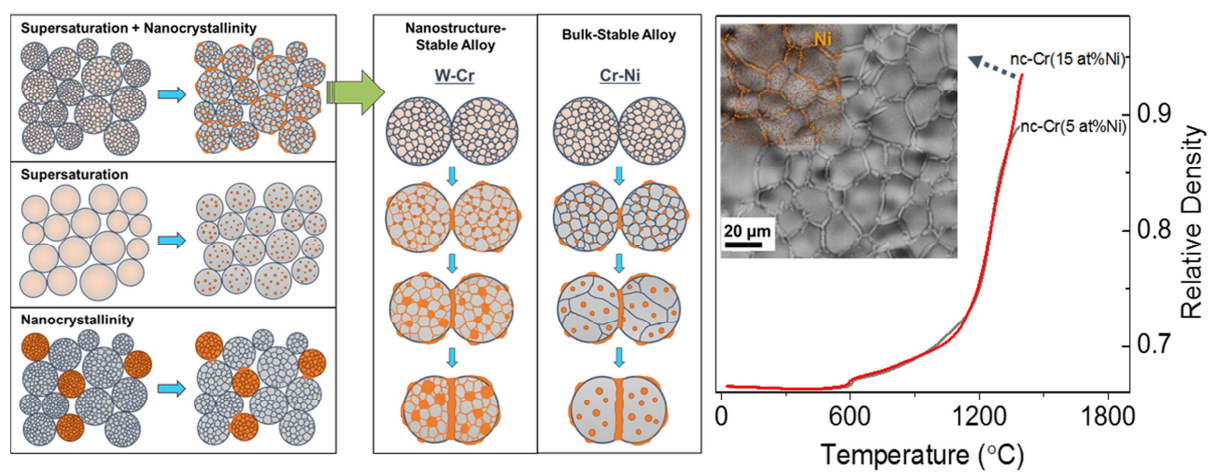 Supersaturation + Nanocrystallinity
Supersaturation
Nanocrystallinity
Nanostructure-
Stable Alloy
W-Cr
Bulk-Stable Alloy
Cr-Ni
Ni
20 µm
nc-Cr(15 at%Ni)
nc-Cr(5 at%Ni)
0.9
0.8
0.7
Relative Density
0
600
1200
1800
Temperature (°C)